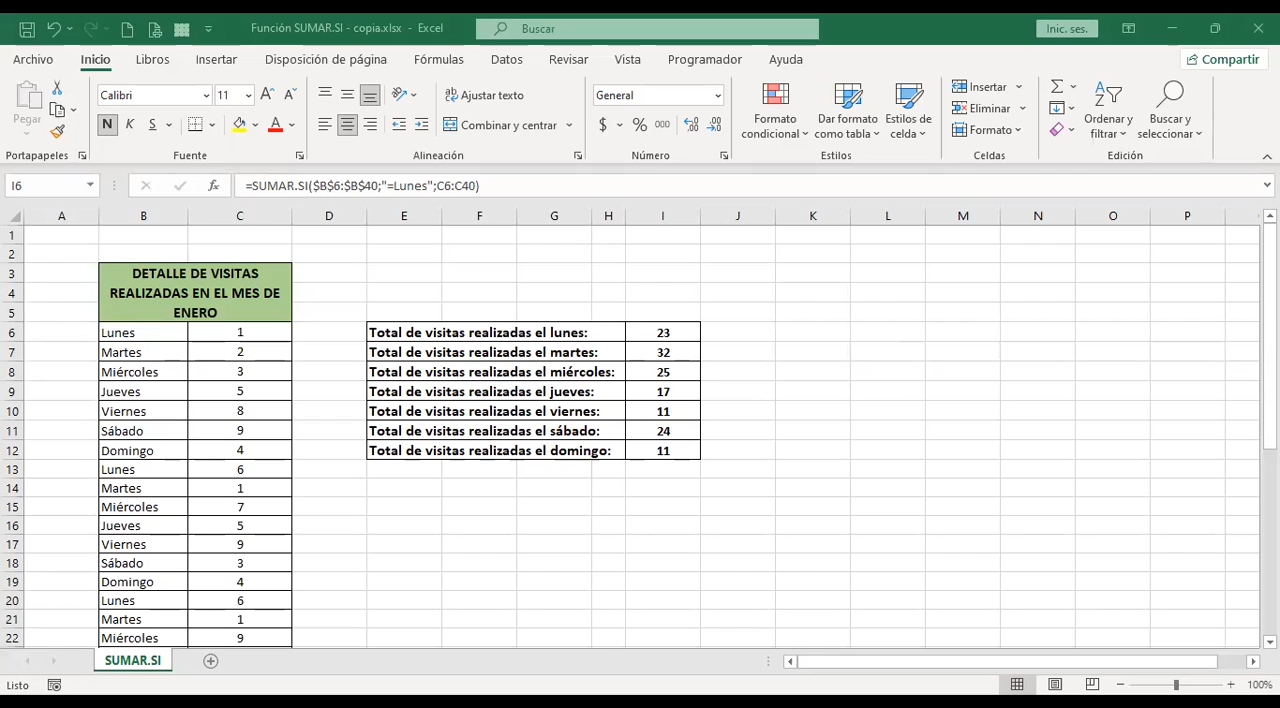 Función SUMAR.SI - copia.xlsx - Excel
Buscar
Inic. ses.
Archivo Inicio Libros Insertar Disposición de página Fórmulas Datos Revisar Vista Programador Ayuda Compartir
Pegar
Calibri 11
N K S A A A
Ajustar texto
Combinar y centrar
General
$ % 000
Formato condicional
Dar formato como tabla
Estilos de celda
Insertar
Eliminar
Formato
Ordenar y filtrar
Buscar y seleccionar
Portapapeles Fuente Alineación Número Estilos Celdas Edición
I6 fx =SUMAR.SI($B$6:$B$40;"=Lunes";C6:C40)
A B C D E F G H I J K L M N O P
1
2
3 DETALLE DE VISITAS
4 REALIZADAS EN EL MES DE
5 ENERO
6 Lunes 1 Total de visitas realizadas el lunes: 23
7 Martes 2 Total de visitas realizadas el martes: 32
8 Miércoles 3 Total de visitas realizadas el miércoles: 25
9 Jueves 5 Total de visitas realizadas el jueves: 17
10 Viernes 8 Total de visitas realizadas el viernes: 11
11 Sábado 9 Total de visitas realizadas el sábado: 24
12 Domingo 4 Total de visitas realizadas el domingo: 11
13 Lunes 6
14 Martes 1
15 Miércoles 7
16 Jueves 5
17 Viernes 9
18 Sábado 3
19 Domingo 4
20 Lunes 6
21 Martes 1
22 Miércoles 9
SUMAR.SI
Listo 100%